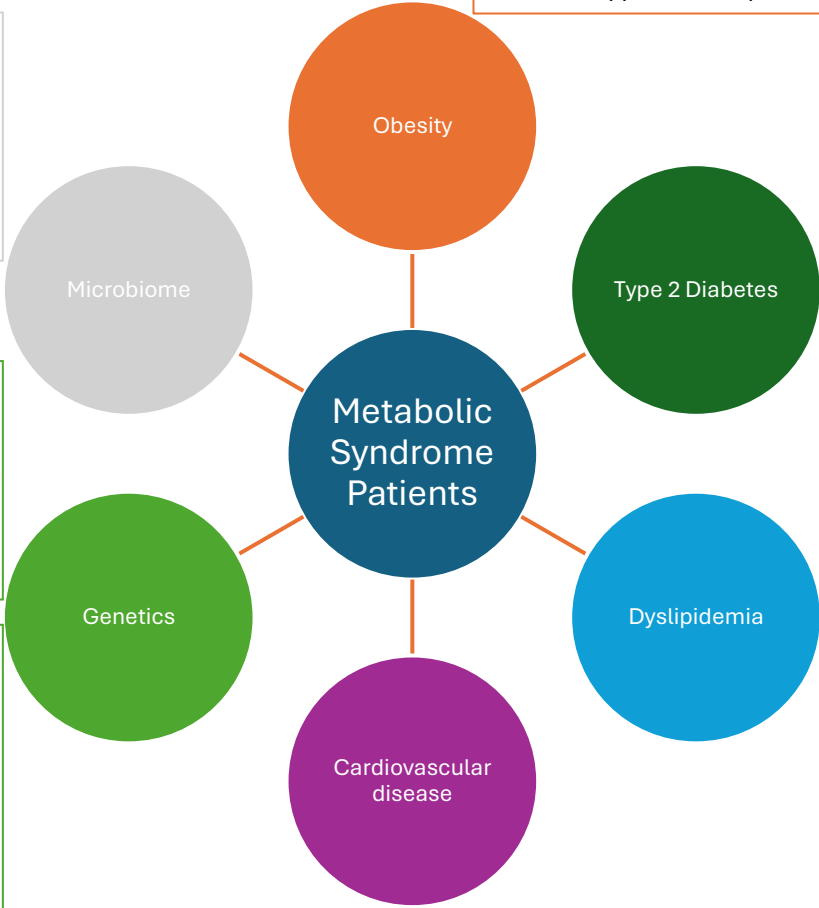 Obesity
Microbiome
Type 2 Diabetes
Metabolic
Syndrome
Patients
Genetics
Dyslipidemia
Cardiovascular
disease